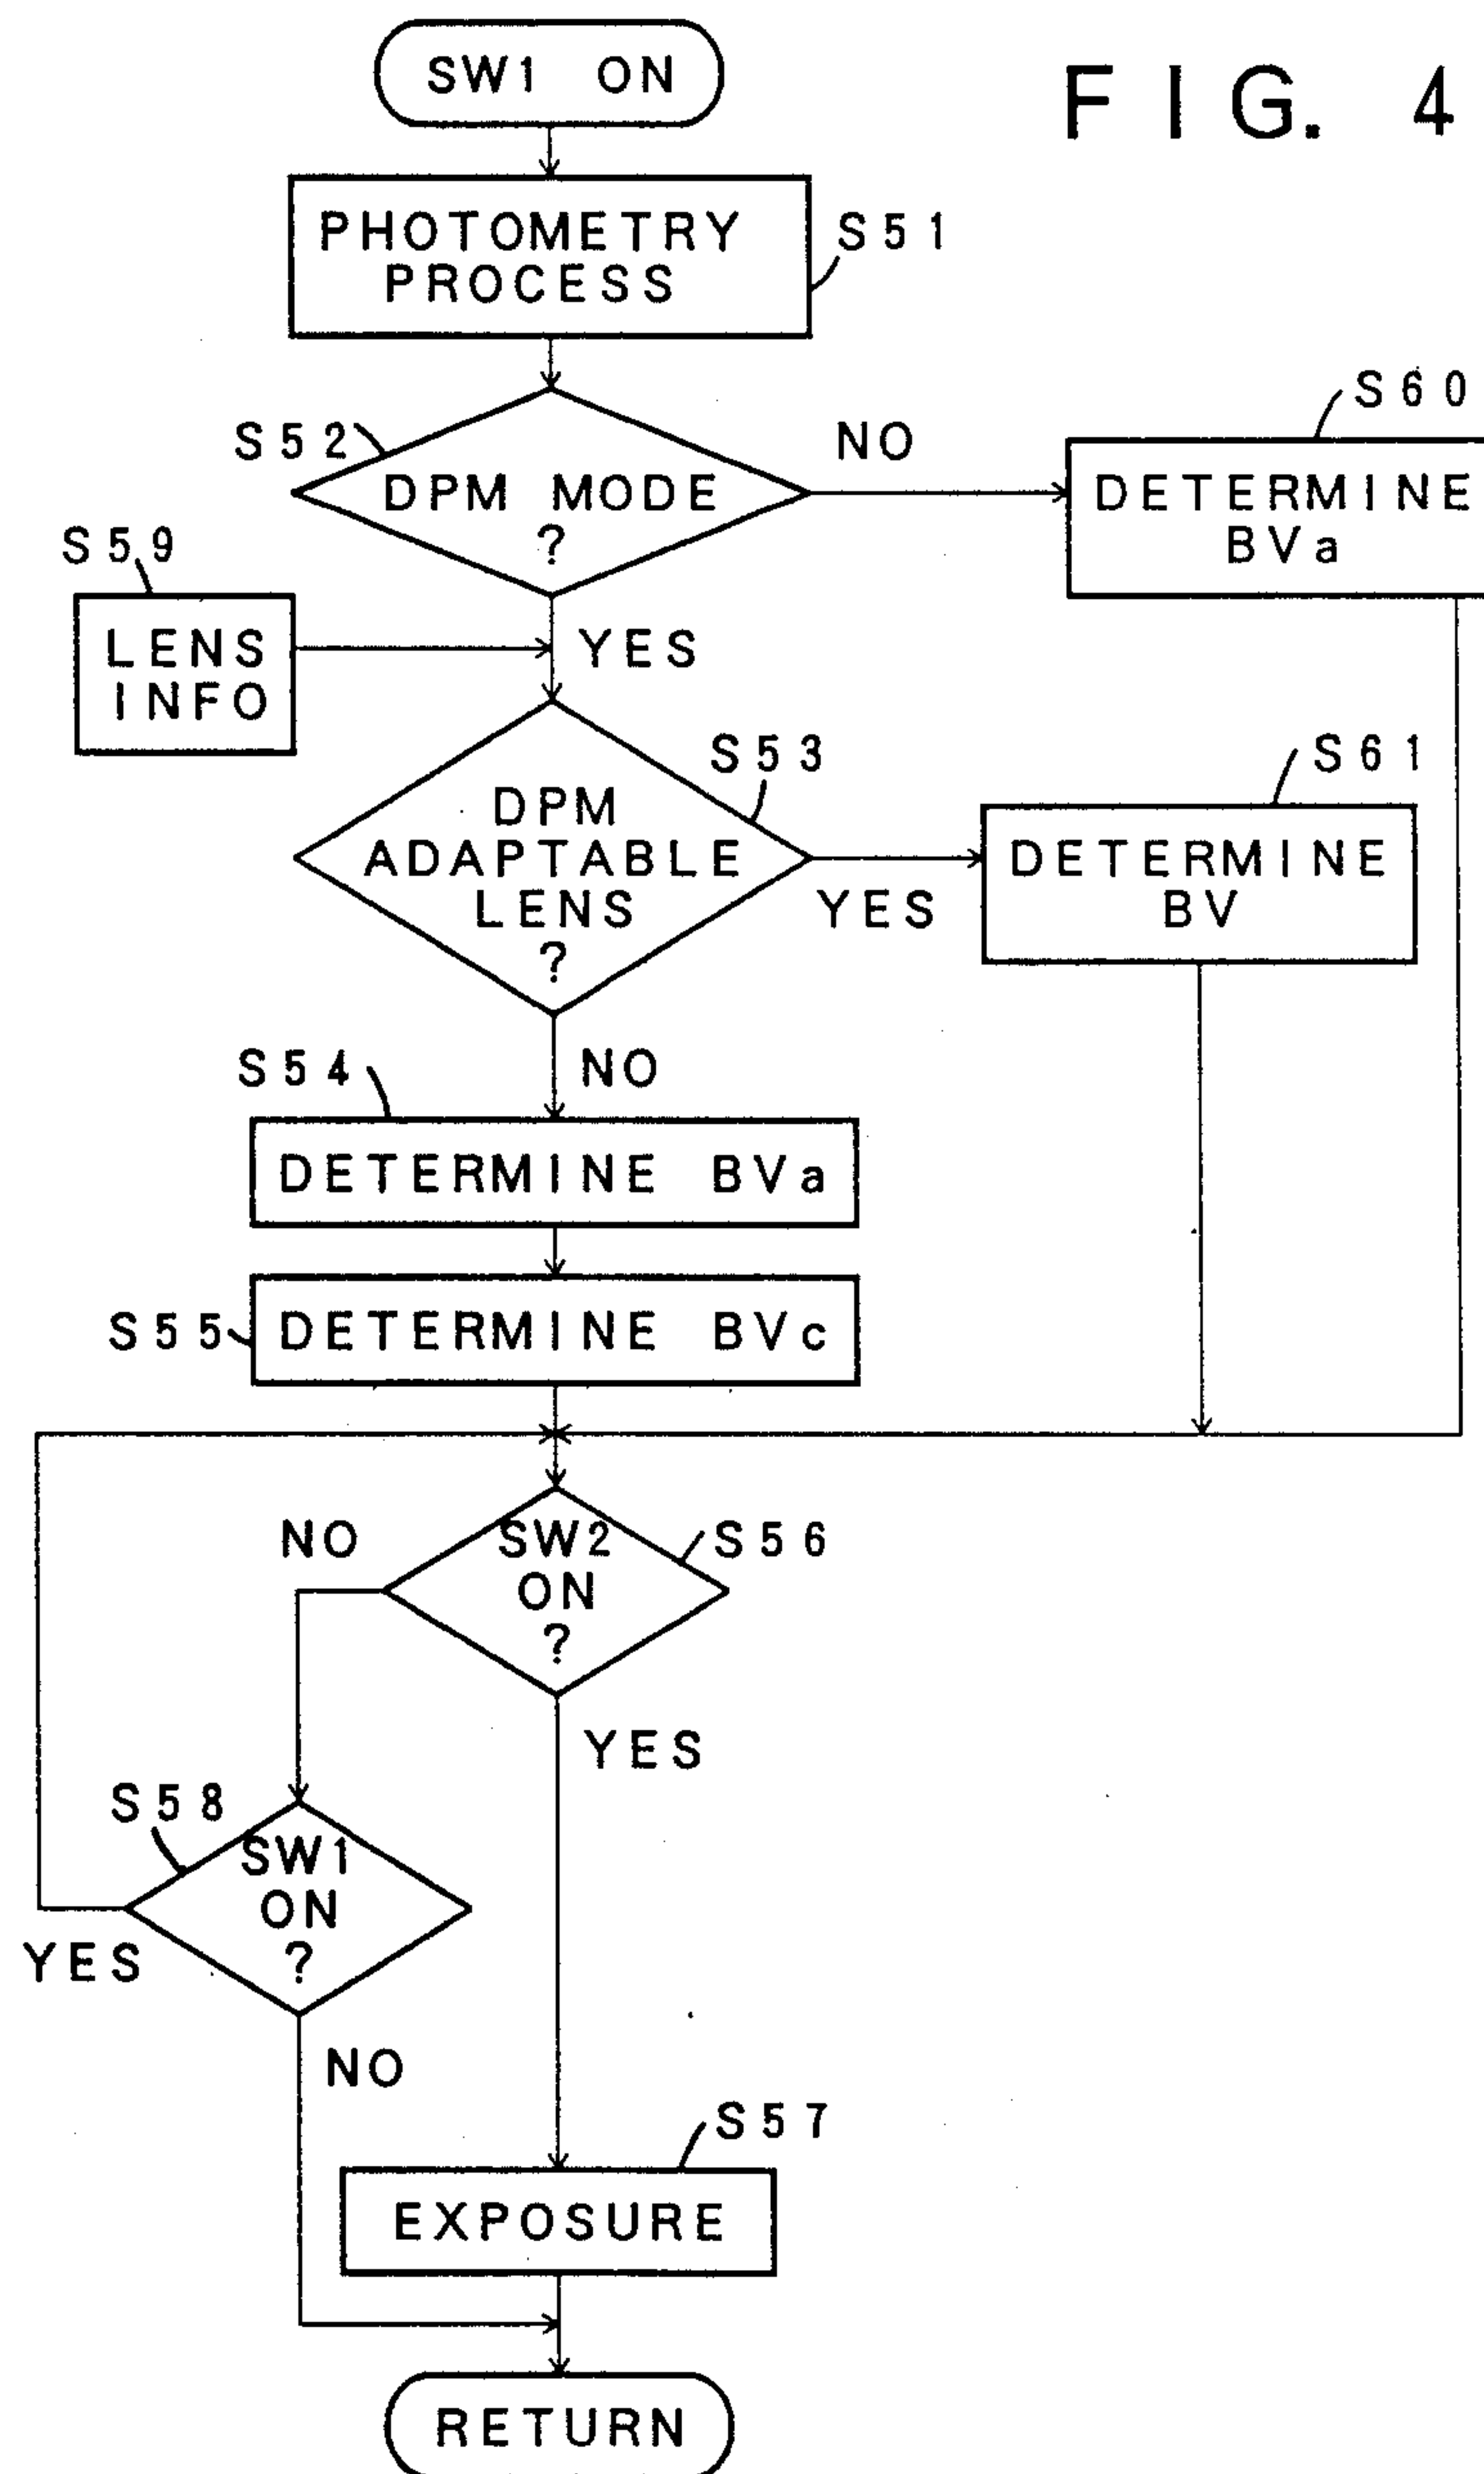 SW1 ON
FIG. 4
PHOTOMETRY
PROCESS
S51
S52
DPM MODE
?
NO
S60
DETERMINE
BVa
S59
LENS
INFO
YES
S53
DPM
ADAPTABLE
LENS
?
YES
S61
DETERMINE
BV
NO
S54
DETERMINE BVa
S55
DETERMINE BVc
NO
SW2
ON
?
S56
YES
S58
SW1
ON
?
YES
NO
S57
EXPOSURE
RETURN